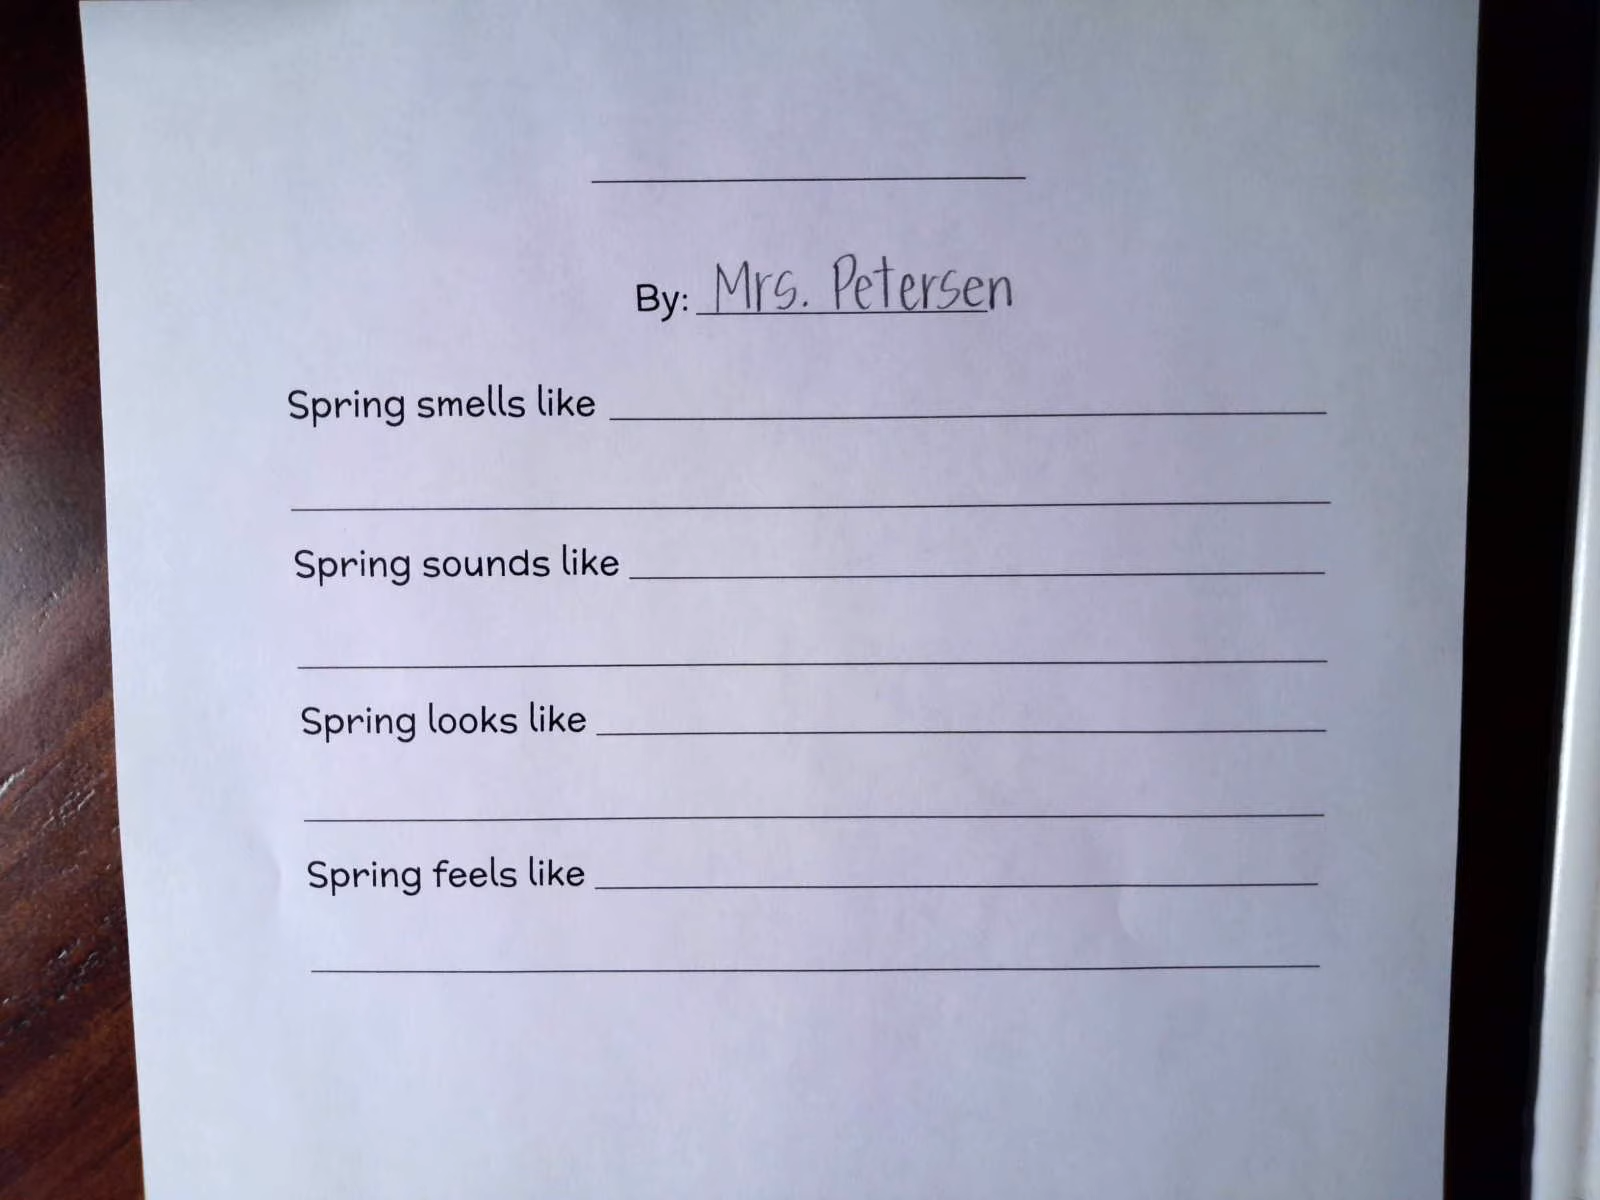 By: Mrs. Petersen
Spring smells like
Spring sounds like
Spring looks like
Spring feels like